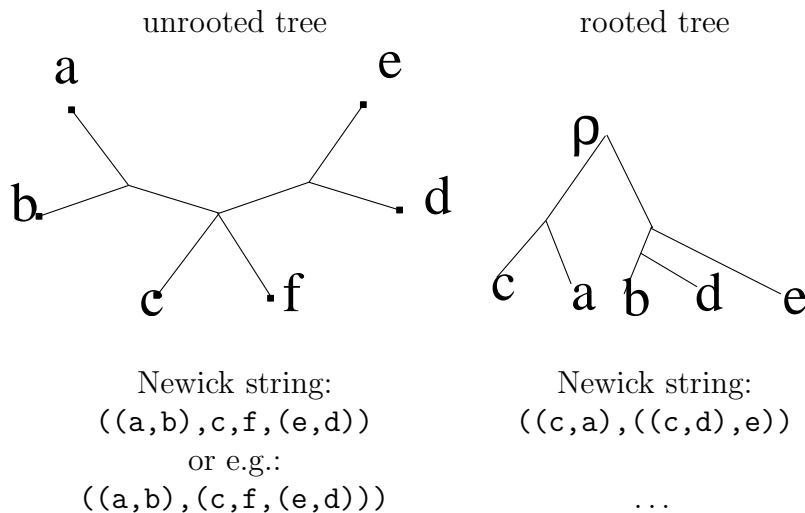 unrooted tree
a
e
b
d
c
f
Newick string:
((a,b),c,f,(e,d))
or e.g.:
((a,b),(c,f,(e,d)))
rooted tree
ρ
c
a
b
d
e
Newick string:
((c,a),((c,d),e))
...